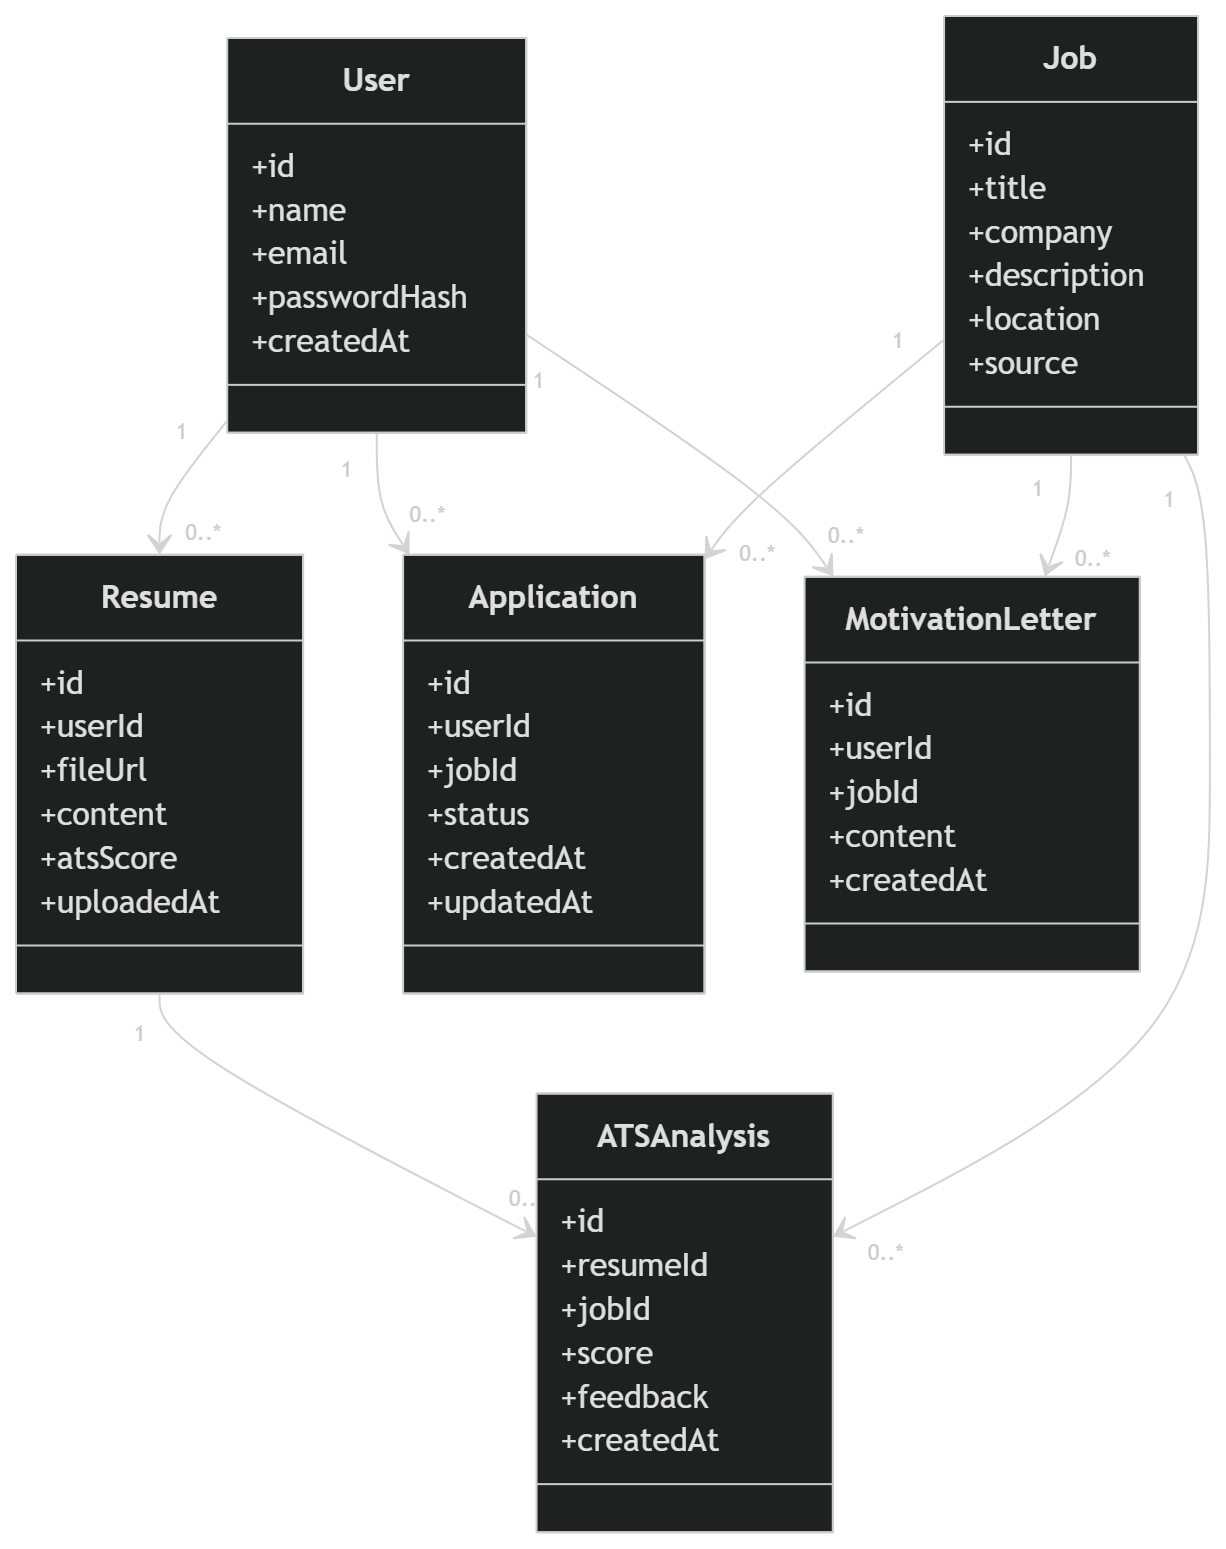 User
+id
+name
+email
+passwordHash
+createdAt
Job
+id
+title
+company
+description
+location
+source
1
1
1
1
1
1
0..*
0..*
0..*
0..*
0..*
Resume
+id
+userId
+fileUrl
+content
+atsScore
+uploadedAt
Application
+id
+userId
+jobId
+status
+createdAt
+updatedAt
MotivationLetter
+id
+userId
+jobId
+content
+createdAt
1
0..
0..*
ATSAnalysis
+id
+resumeId
+jobId
+score
+feedback
+createdAt